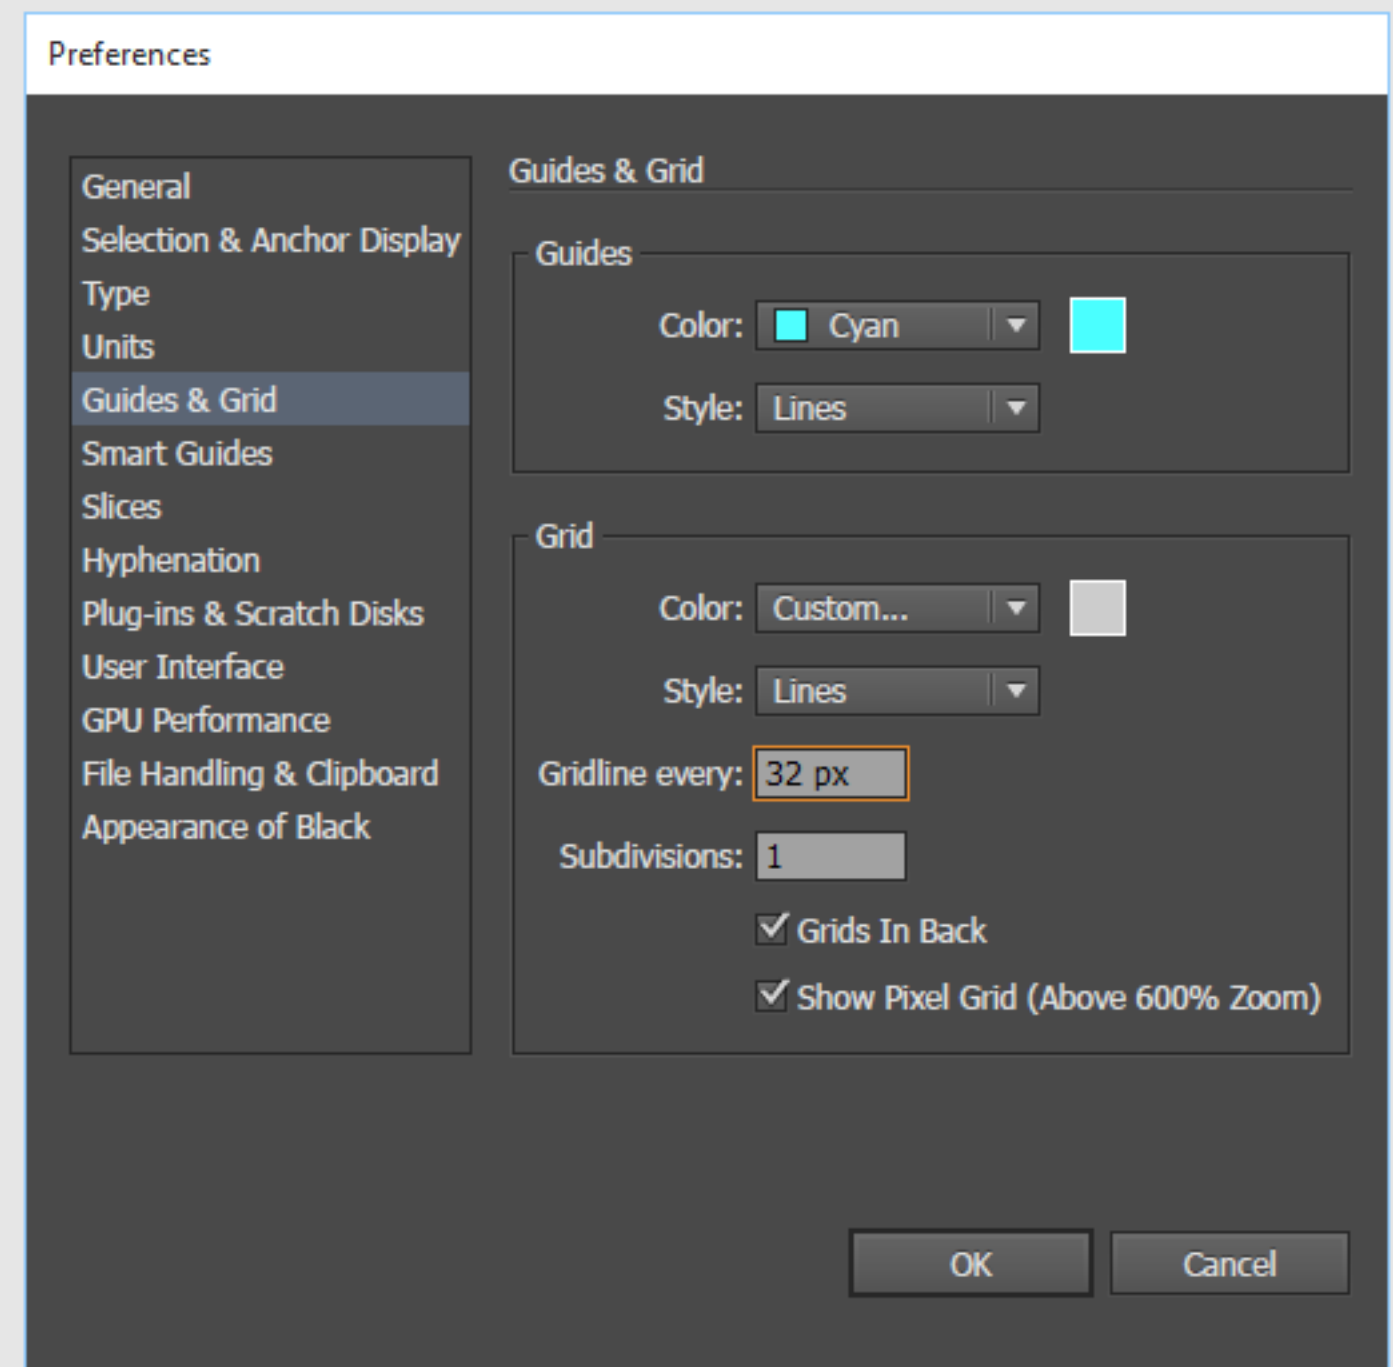 Preferences
General
Selection & Anchor Display
Type
Units
Guides & Grid
Smart Guides
Slices
Hyphenation
Plug-ins & Scratch Disks
User Interface
GPU Performance
File Handling & Clipboard
Appearance of Black
Guides & Grid
Guides
Color: Cyan
Style: Lines
Grid
Color: Custom...
Style: Lines
Gridline every: 32 px
Subdivisions: 1
Grids In Back
Show Pixel Grid (Above 600% Zoom)
OK
Cancel